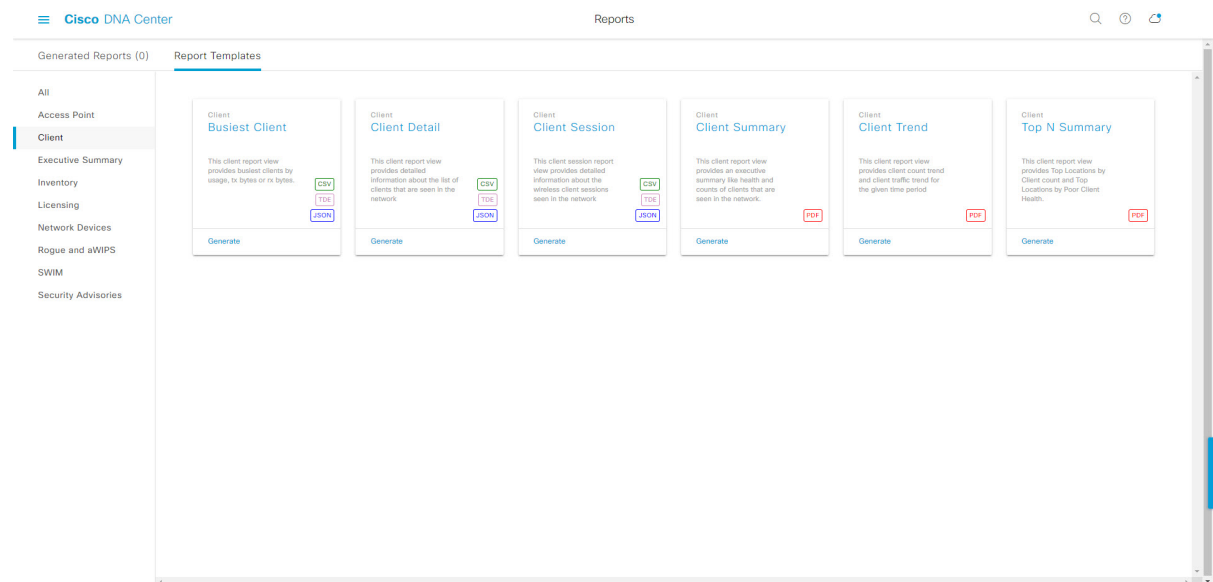 Cisco DNA Center
Reports
Generated Reports (0)
Report Templates
All
Access Point
Client
Executive Summary
Inventory
Licensing
Network Devices
Rogue and aWIPS
SWIM
Security Advisories
Client
Busiest Client
This client report view
provides busiest clients by
usage, tx bytes or rx bytes.
CSV
TDE
JSON
Generate
Client
Client Detail
This client report view
provides detailed
information about the list of
clients that are seen in the
network
CSV
TDE
JSON
Generate
Client
Client Session
This client session report
view provides detailed
information about the
wireless client sessions
seen in the network
CSV
TDE
JSON
Generate
Client
Client Summary
This client report view
provides an executive
summary like health and
counts of clients that are
seen in the network.
PDF
Generate
Client
Client Trend
This client report view
provides client count trend
and client traffic trend for
the given time period
PDF
Generate
Client
Top N Summary
This client report view
provides Top Locations by
Client count and Top
Locations by Poor Client
Health.
PDF
Generate